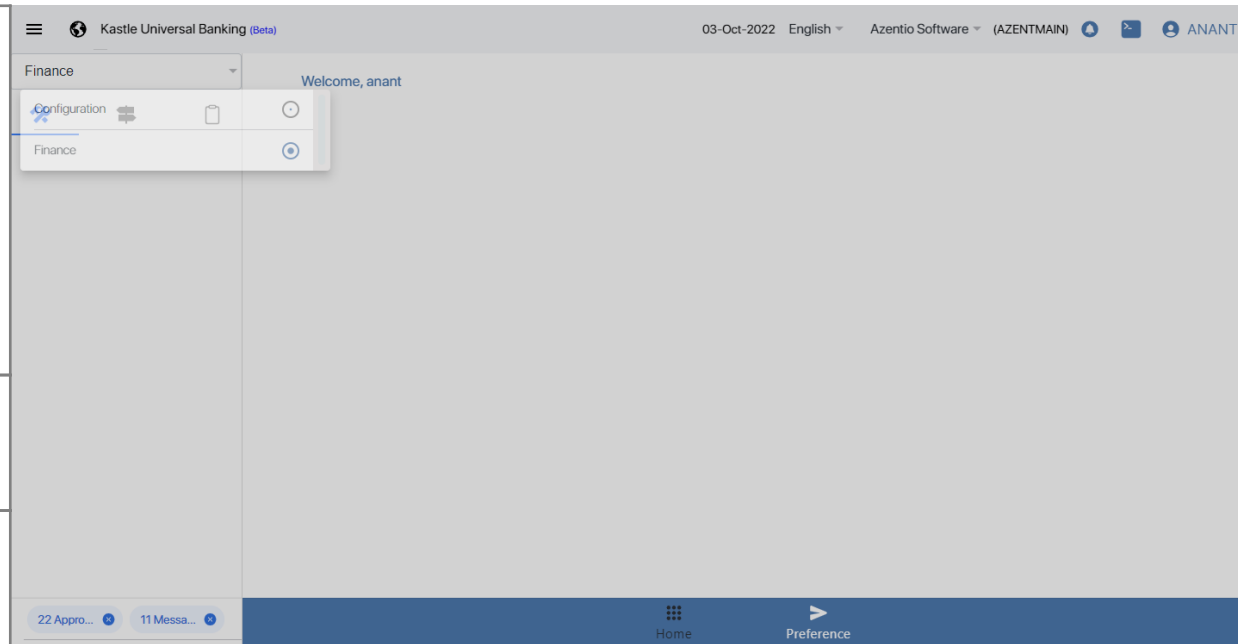 Kastle Universal Banking (Beta) 03-Oct-2022 English Azentio Software (AZENTMAIN) ANANT
Finance
Welcome, anant
Configuration
Finance
22 Appro... 11 Messa...
Home Preference